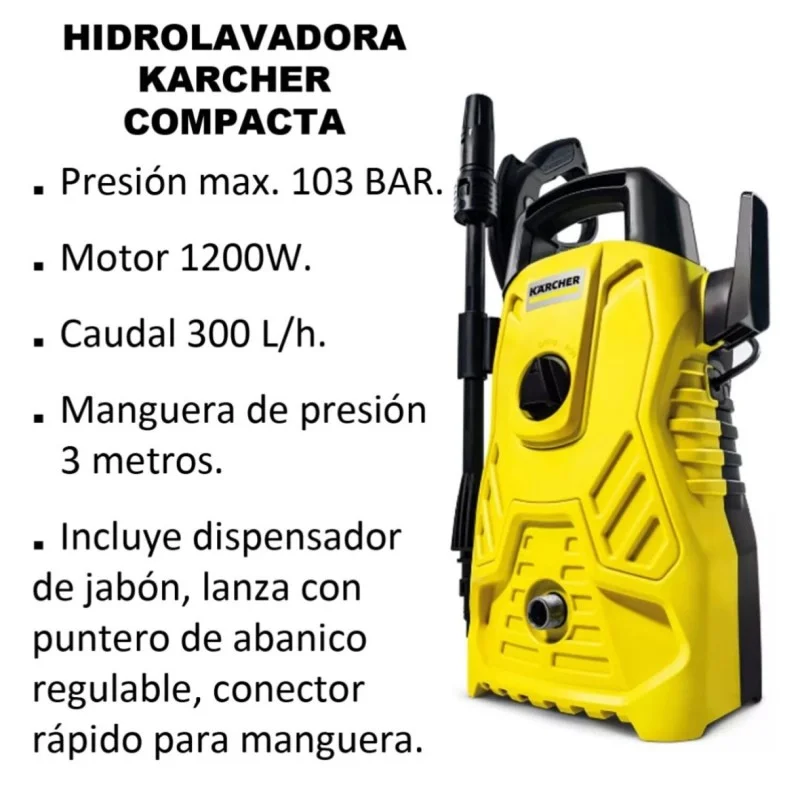 HIDROLAVADORA
KARCHER
COMPACTA
. Presión max. 103 BAR.
. Motor 1200W.
. Caudal 300 L/h.
. Manguera de presión
3 metros.
. Incluye dispensador
de jabón, lanza con
puntero de abanico
regulable, conector
rápido para manguera.
KÄRCHER